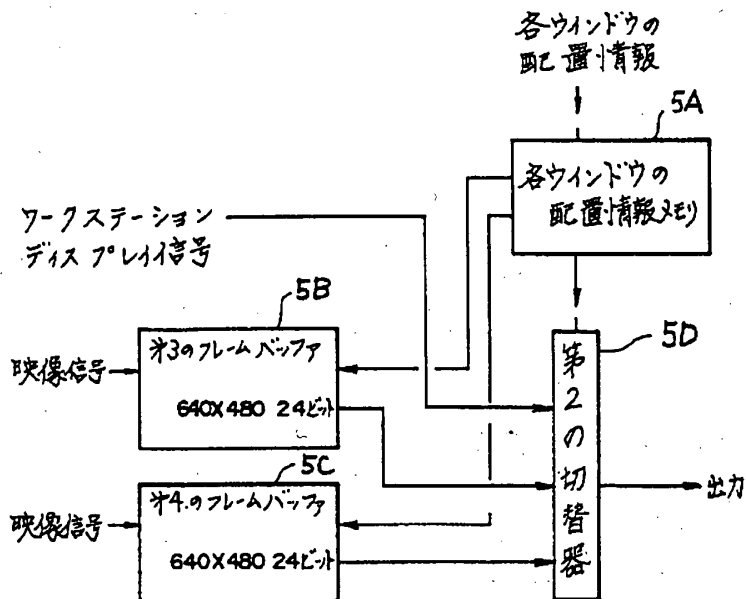 各ウインドウの
配置情報
5A
各ウインドウの
配置情報メモリ
ワークステーション
ディスプレイ信号
5B
5D
映像信号
第3のフレームバッファ
640X480 24ビット
第2の切替器
出力
5C
映像信号
第4のフレームバッファ
640X480 24ビット